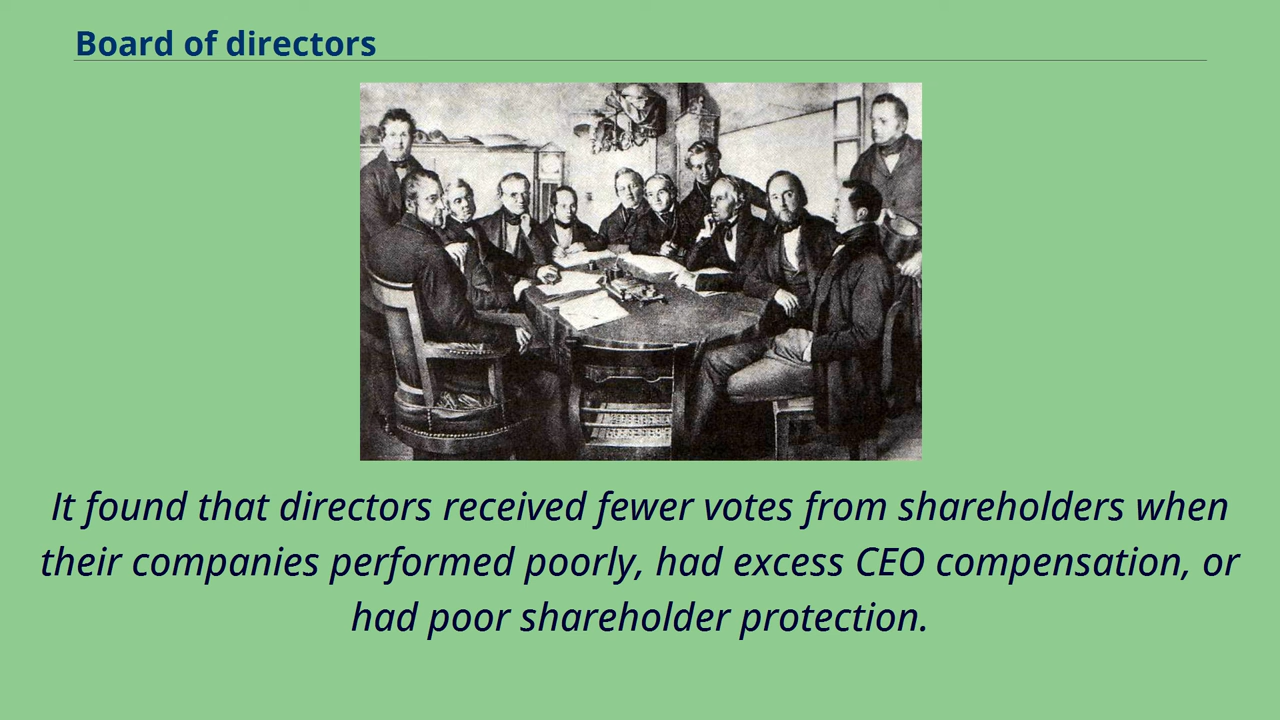 Board of directors
It found that directors received fewer votes from shareholders when
their companies performed poorly, had excess CEO compensation, or
had poor shareholder protection.